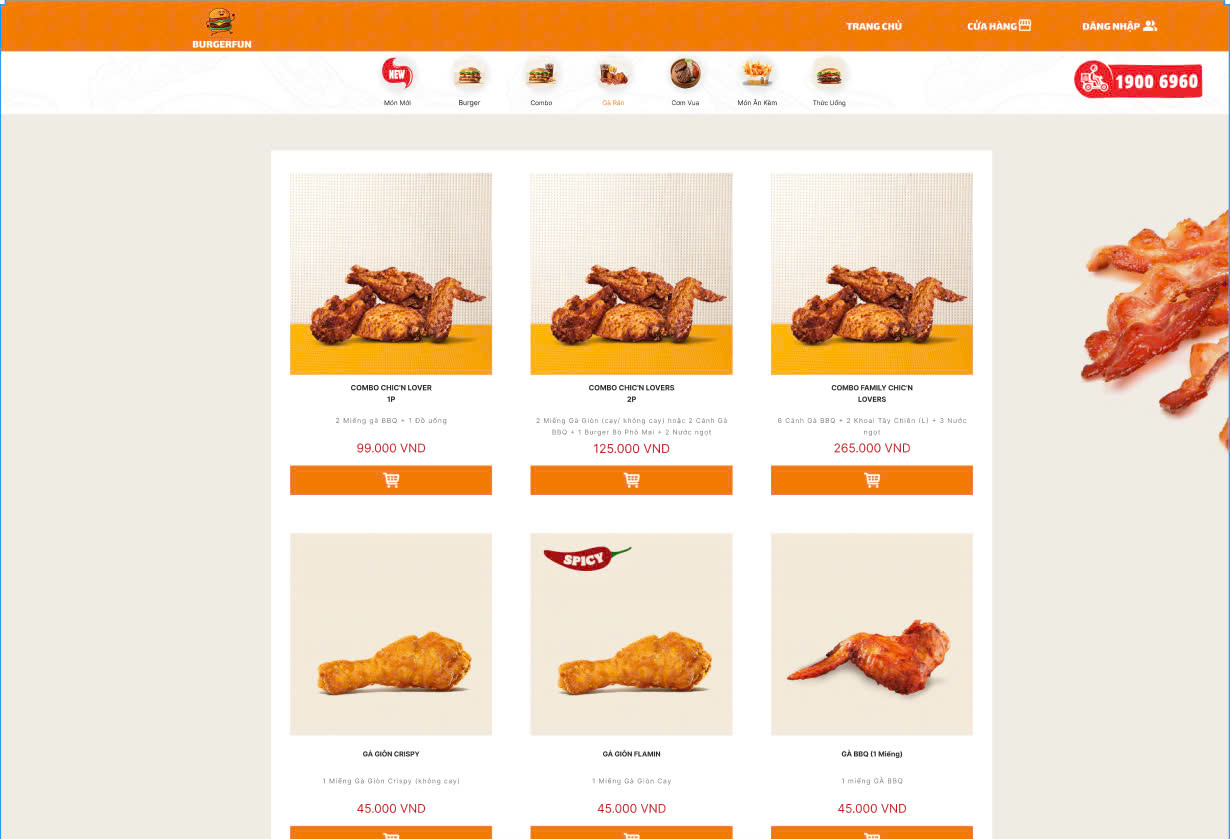 BURGERFUN
TRANG CHỦ
CỬA HÀNG
ĐĂNG NHẬP
NEW
Món Mới
Burger
Combo
Gà Rán
Cơm Vua
Món Ăn Kèm
Thức Uống
1900 6960
COMBO CHIC'N LOVER
1P
2 Miếng gà BBQ + 1 Đồ uống
99.000 VND
COMBO CHIC'N LOVERS
2P
2 Miếng Gà Giòn (cay/ không cay) hoặc 2 Cánh Gà
BBQ + 1 Burger Bò Phô Mai + 2 Nước ngọt
125.000 VND
COMBO FAMILY CHIC'N
LOVERS
6 Cánh Gà BBQ + 2 Khoai Tây Chiên (L) + 3 Nước
ngọt
265.000 VND
GÀ GIÒN CRISPY
1 Miếng Gà Giòn Crispy (không cay)
45.000 VND
SPICY
GÀ GIÒN FLAMIN
1 Miếng Gà Giòn Cay
45.000 VND
GÀ BBQ (1 Miếng)
1 miếng GÀ BBQ
45.000 VND